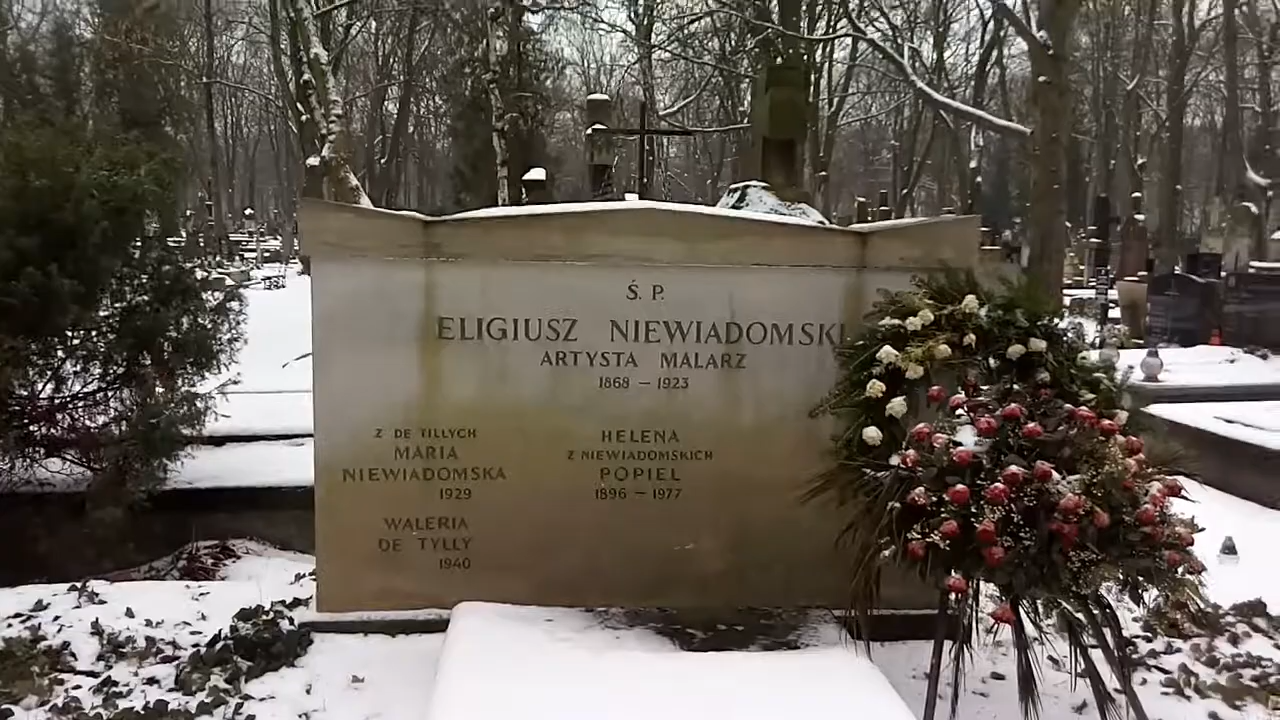 Ś. P.
ELIGIUSZ NIEWIADOMSKI
ARTYSTA MALARZ
1868 – 1923
Z DE TILLYCH
MARIA
NIEWIADOMSKA
1929
WALERIA
DE TYLLY
1940
HELENA
Z NIEWIADOMSKICH
POPIEL
1896 – 1977